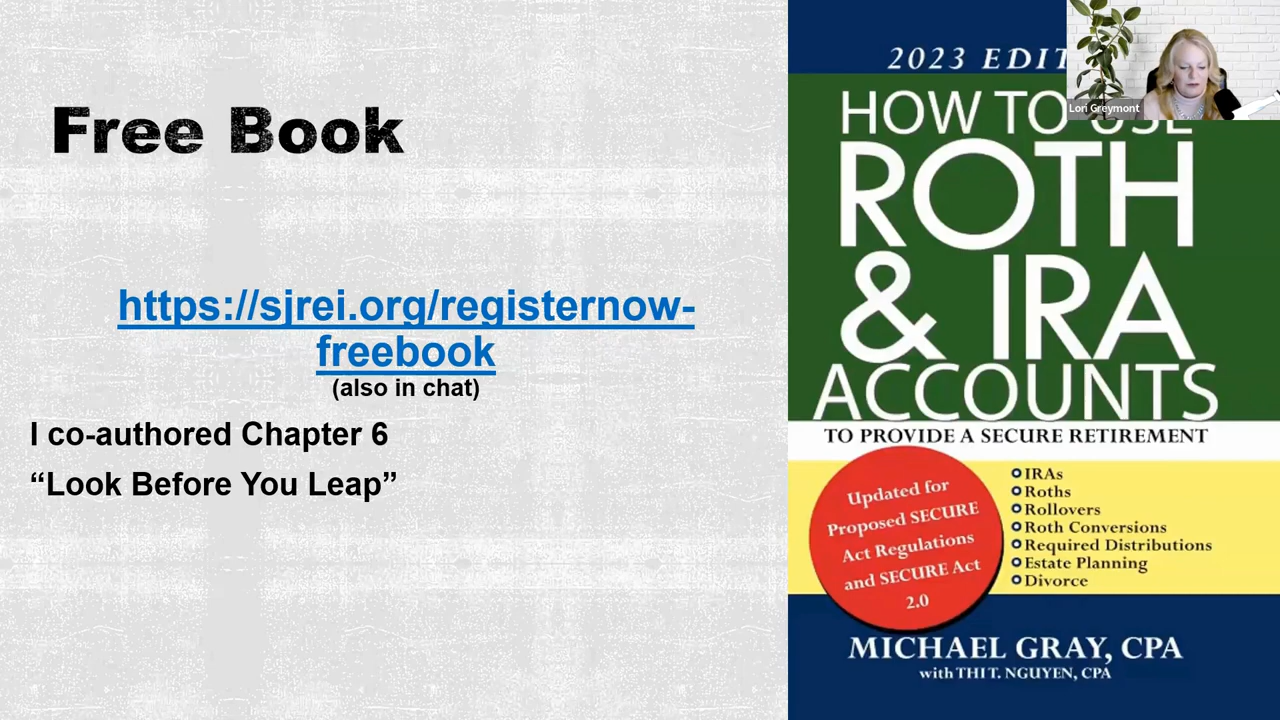 Free Book
https://sjrei.org/registernow-
freebook
(also in chat)
I co-authored Chapter 6
“Look Before You Leap”
2023 EDIT
Lori Greymont
HOW TO USE
ROTH
& IRA
ACCOUNTS
TO PROVIDE A SECURE RETIREMENT
Updated for
Proposed SECURE
Act Regulations
and SECURE Act
2.0
IRAs
Roths
Rollovers
Roth Conversions
Required Distributions
Estate Planning
Divorce
MICHAEL GRAY, CPA
with THI T. NGUYEN, CPA